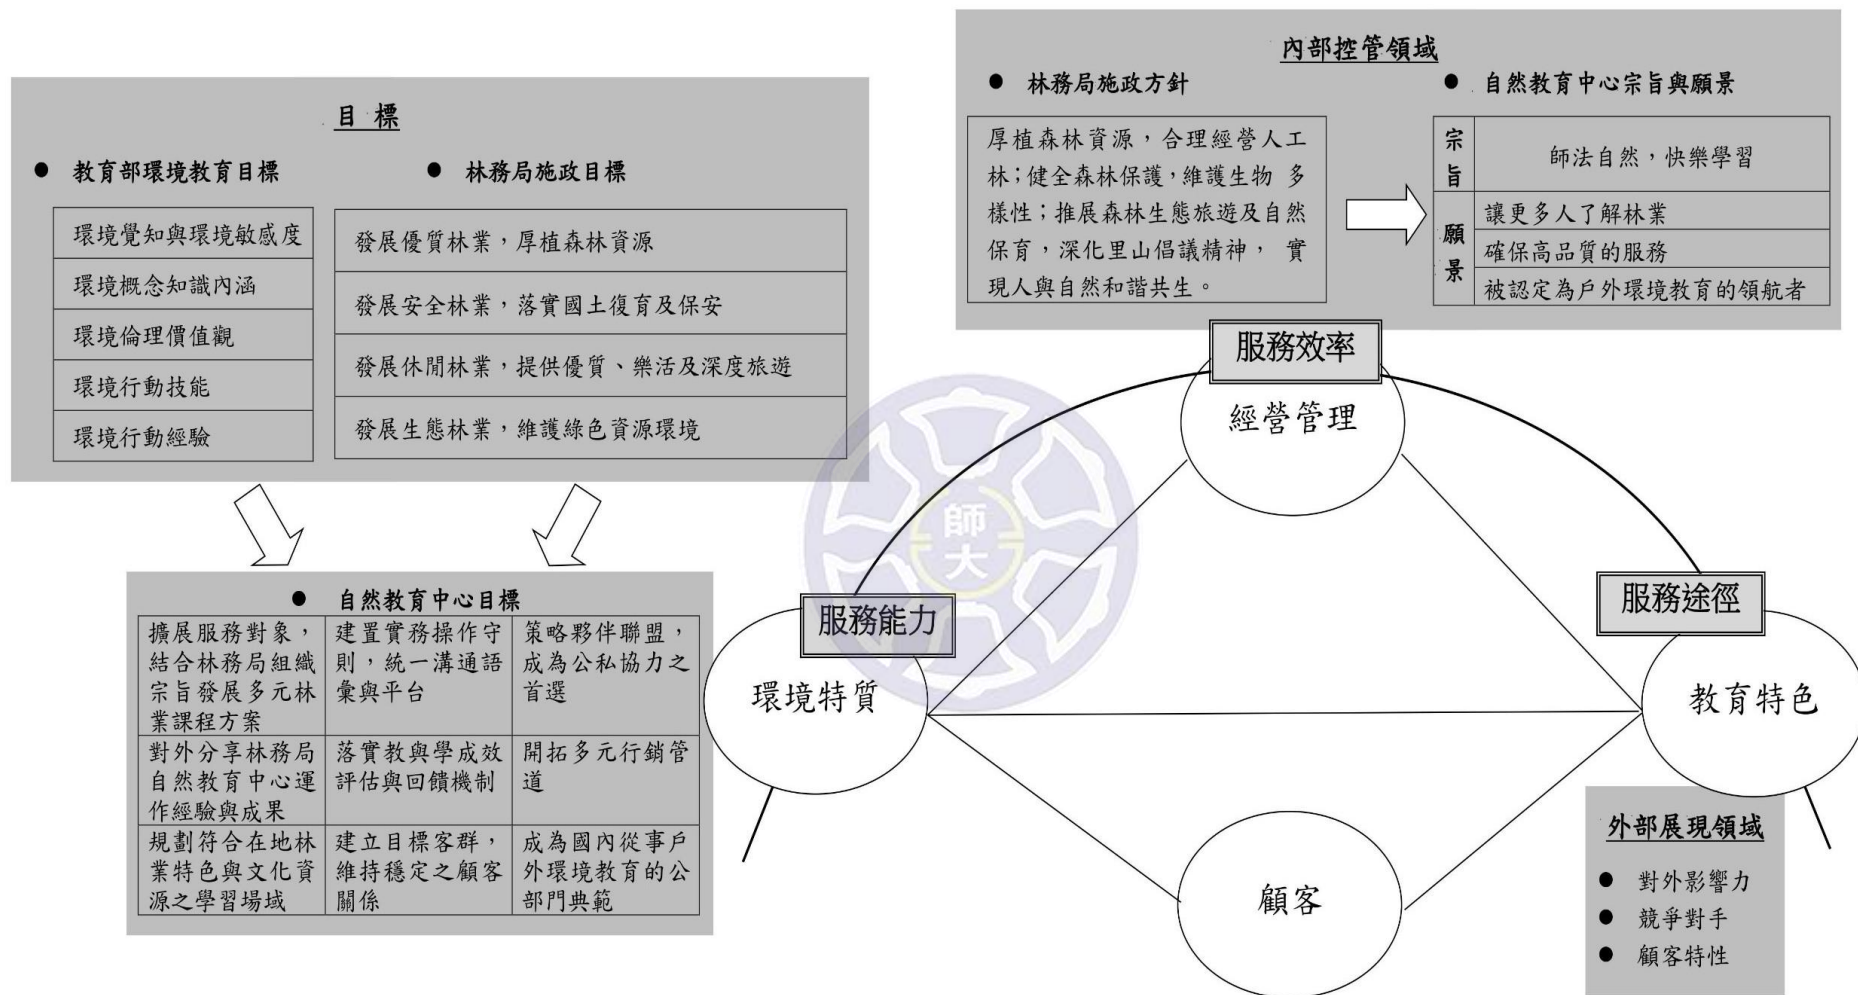 目標
● 教育部環境教育目標
● 林務局施政目標
環境覺知與環境敏感度
環境概念知識內涵
環境倫理價值觀
環境行動技能
環境行動經驗
發展優質林業，厚植森林資源
發展安全林業，落實國土復育及保安
發展休閒林業，提供優質、樂活及深度旅遊
發展生態林業，維護綠色資源環境
● 自然教育中心目標
擴展服務對象，
結合林務局組織
宗旨發展多元林
業課程方案
建置實務操作守
則，統一溝通語
彙與平台
策略夥伴聯盟，
成為公私協力之
首選
對外分享林務局
自然教育中心運
作經驗與成果
落實教與學成效
評估與回饋機制
開拓多元行銷管
道
規劃符合在地林
業特色與文化資
源之學習場域
建立目標客群，
維持穩定之顧客
關係
成為國內從事戶
外環境教育的公
部門典範
內部控管領域
● 林務局施政方針
● 自然教育中心宗旨與願景
厚植森林資源，合理經營人工
林；健全森林保護，維護生物 多
樣性；推展森林生態旅遊及自然
保育，深化里山倡議精神， 實
現人與自然和諧共生。
宗旨
師法自然，快樂學習
願景
讓更多人了解林業
確保高品質的服務
被認定為戶外環境教育的領航者
服務效率
經營管理
服務能力
環境特質
服務途徑
教育特色
顧客
師大
外部展現領域
● 對外影響力
● 競爭對手
● 顧客特性